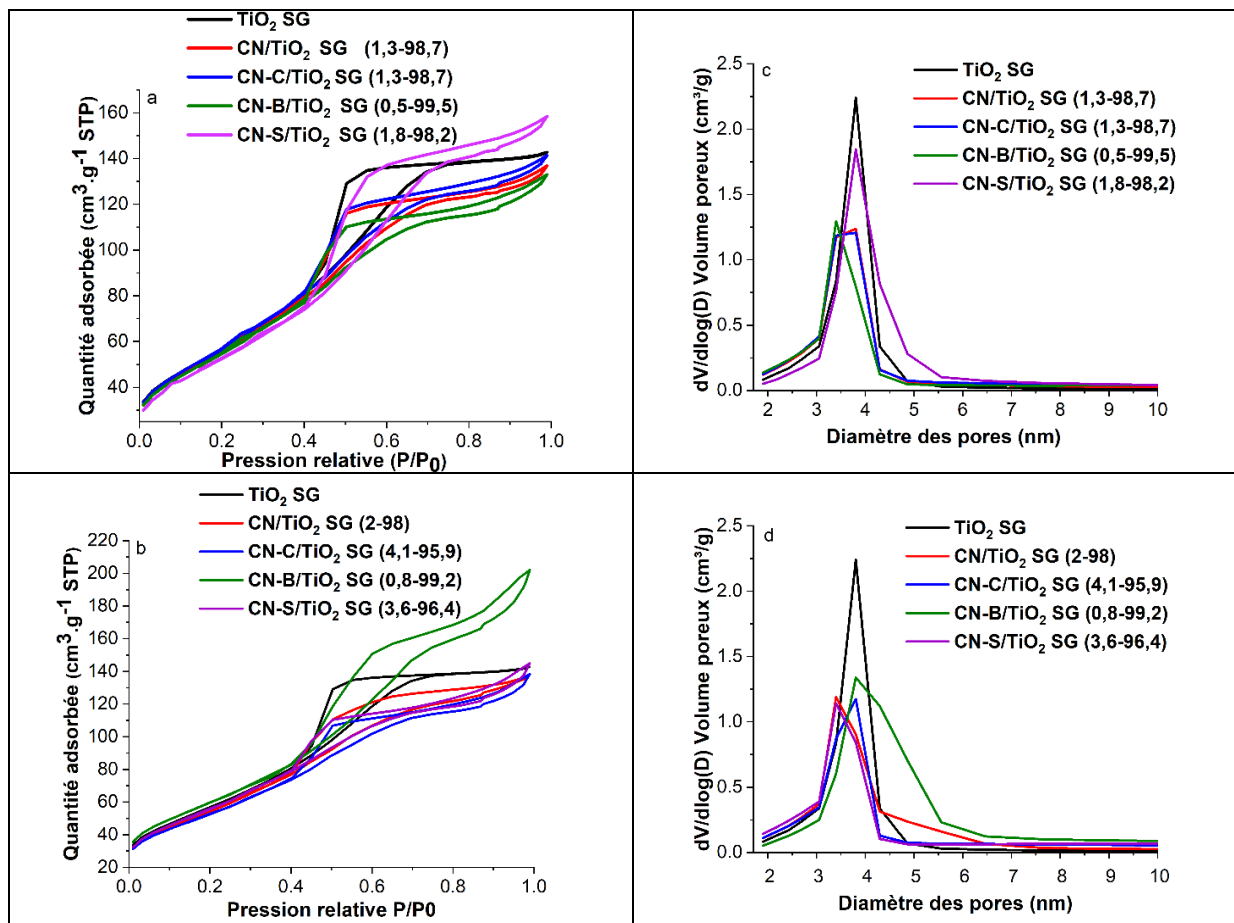 TiO₂ SG
CN/TiO₂ SG (1,3-98,7)
CN-C/TiO₂ SG (1,3-98,7)
CN-B/TiO₂ SG (0,5-99,5)
CN-S/TiO₂ SG (1,8-98,2)
a
Quantité adsorbée (cm³.g⁻¹ STP)
160
140
120
100
80
60
40
0.0 0.2 0.4 0.6 0.8 1.0
Pression relative (P/P₀)
c
TiO₂ SG
CN/TiO₂ SG (1,3-98,7)
CN-C/TiO₂ SG (1,3-98,7)
CN-B/TiO₂ SG (0,5-99,5)
CN-S/TiO₂ SG (1,8-98,2)
dV/dlog(D) Volume poreux (cm³/g)
2.5
2.0
1.5
1.0
0.5
0.0
2 3 4 5 6 7 8 9 10
Diamètre des pores (nm)
TiO₂ SG
CN/TiO₂ SG (2-98)
CN-C/TiO₂ SG (4,1-95,9)
CN-B/TiO₂ SG (0,8-99,2)
CN-S/TiO₂ SG (3,6-96,4)
b
Quantité adsorbée (cm³.g⁻¹ STP)
220
200
180
160
140
120
100
80
60
40
20
0.0 0.2 0.4 0.6 0.8 1.0
Pression relative P/P0
d
TiO₂ SG
CN/TiO₂ SG (2-98)
CN-C/TiO₂ SG (4,1-95,9)
CN-B/TiO₂ SG (0,8-99,2)
CN-S/TiO₂ SG (3,6-96,4)
dV/dlog(D) Volume poreux (cm³/g)
2.5
2.0
1.5
1.0
0.5
0.0
2 3 4 5 6 7 8 9 10
Diamètre des pores (nm)